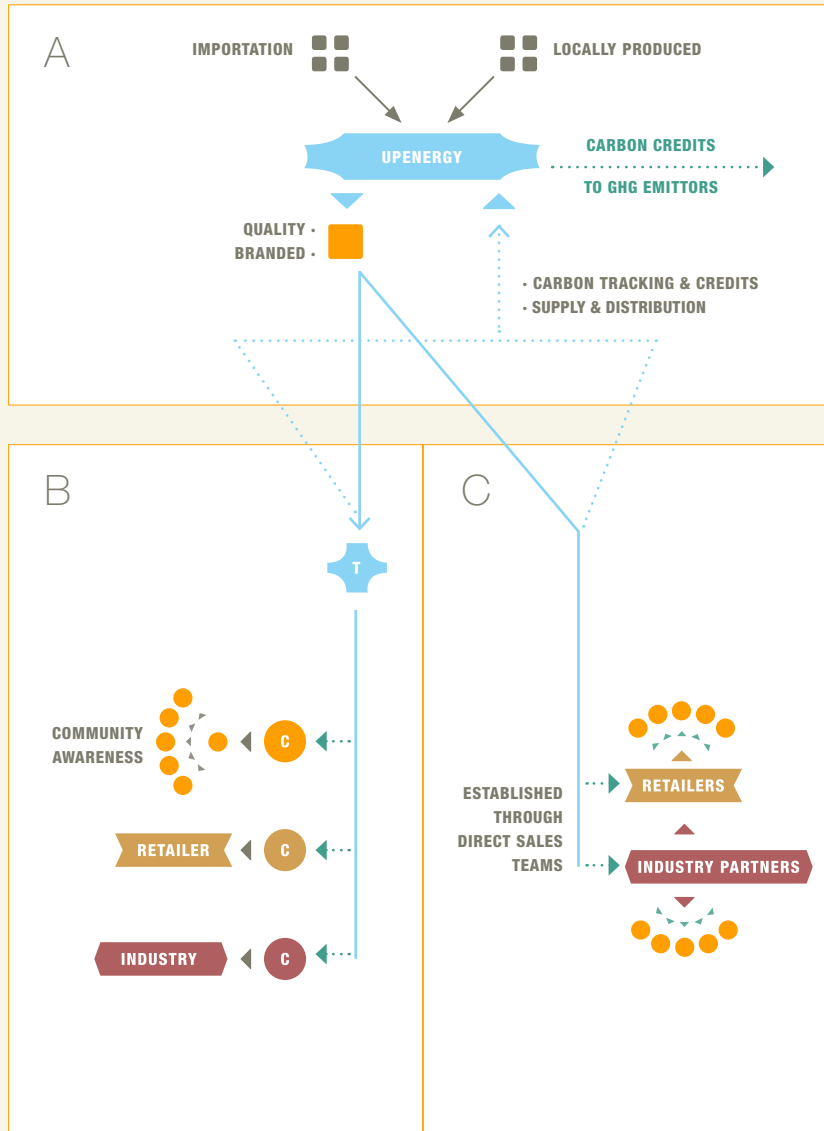 A
IMPORTATION
LOCALLY PRODUCED
UPENERGY
CARBON CREDITS
TO GHG EMITTORS
QUALITY •
BRANDED •
• CARBON TRACKING & CREDITS
• SUPPLY & DISTRIBUTION
B
T
COMMUNITY
AWARENESS
C
RETAILER
C
INDUSTRY
C
C
ESTABLISHED
THROUGH
DIRECT SALES
TEAMS
RETAILERS
INDUSTRY PARTNERS